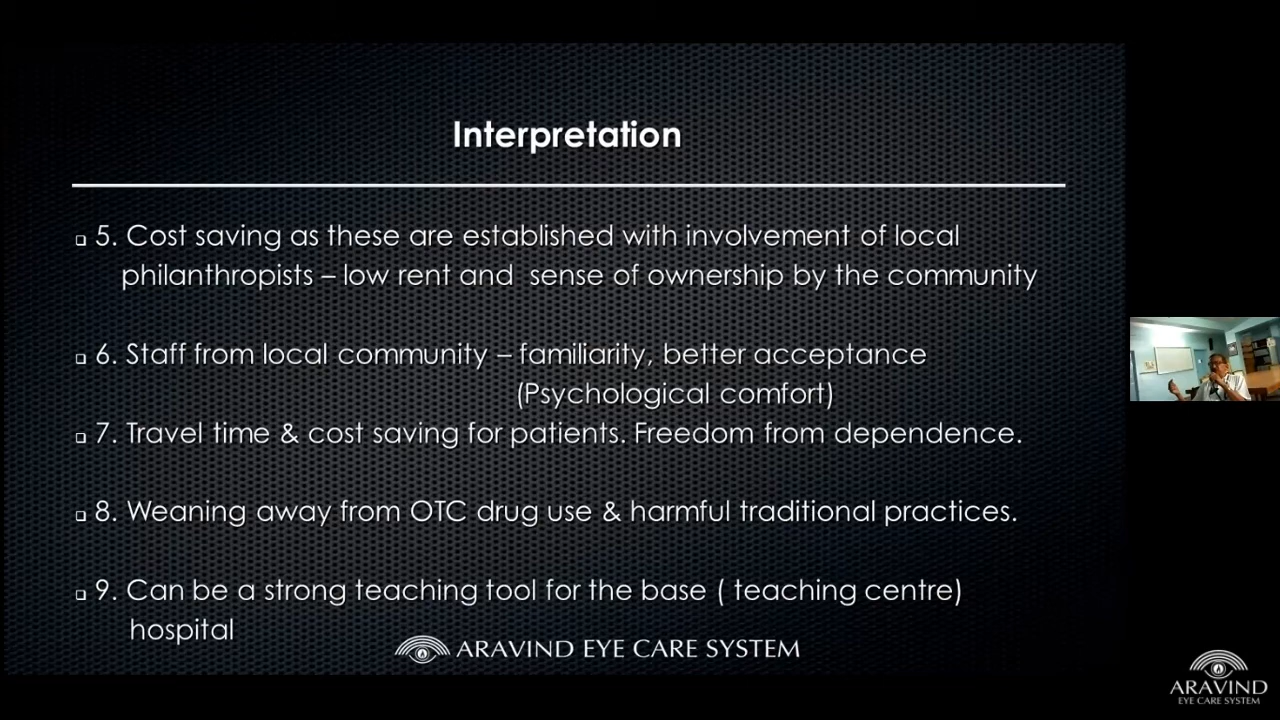 Interpretation
5. Cost saving as these are established with involvement of local
philanthropists – low rent and sense of ownership by the community
6. Staff from local community – familiarity, better acceptance
(Psychological comfort)
7. Travel time & cost saving for patients. Freedom from dependence.
8. Weaning away from OTC drug use & harmful traditional practices.
9. Can be a strong teaching tool for the base ( teaching centre)
hospital
ARAVIND EYE CARE SYSTEM
ARAVIND
EYE CARE SYSTEM